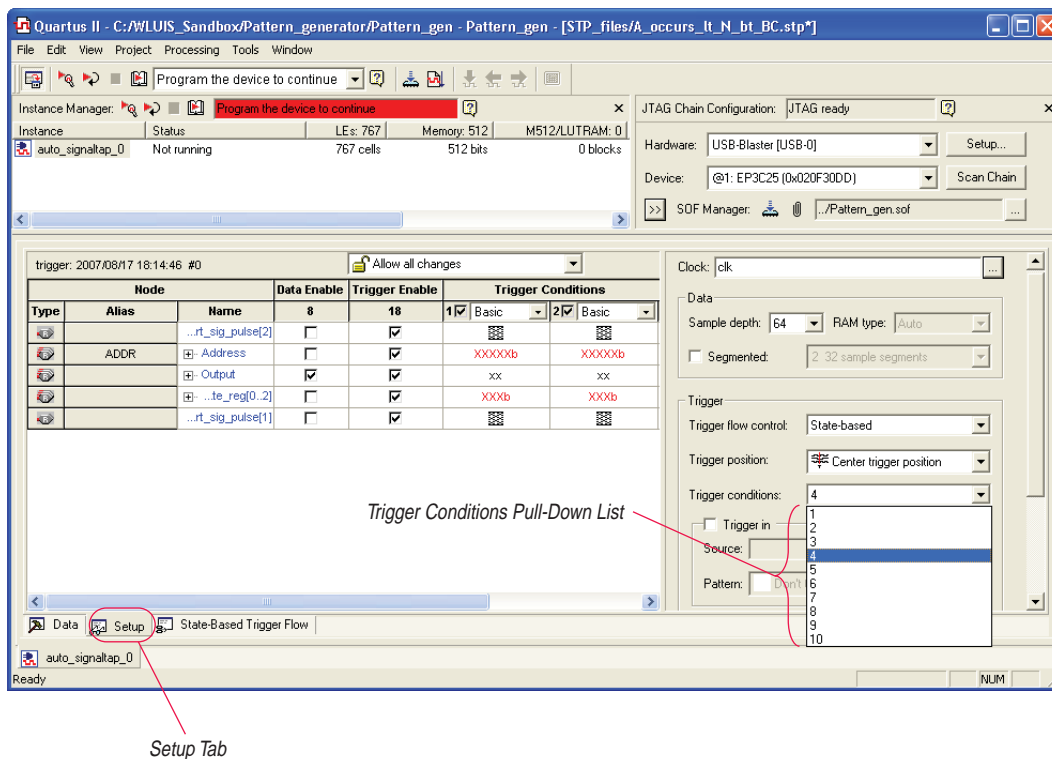 Quartus II - C:/WLUIS_Sandbox/Pattern_generator/Pattern_gen - Pattern_gen - [STP_files/A_occurs_lt_N_bt_BC.stp*]
File Edit View Project Processing Tools Window
Program the device to continue
Instance Manager: Program the device to continue
Instance Status LEs: 767 Memory: 512 M512/LUTRAM: 0
auto_signaltap_0 Not running 767 cells 512 bits 0 blocks
JTAG Chain Configuration: JTAG ready
Hardware: USB-Blaster [USB-0] Setup...
Device: @1: EP3C25 (0x020F30DD) Scan Chain
>> SOF Manager: ../Pattern_gen.sof ...
trigger: 2007/08/17 18:14:46 #0 Allow all changes
Node Data Enable Trigger Enable Trigger Conditions
Type Alias Name 8 18 1 Basic 2 Basic
...rt_sig_pulse[2]
ADDR Address XXXXXb XXXXXb
Output XX XX
...te_reg[0..2] XXXb XXXb
...rt_sig_pulse[1]
Clock: clk ...
Data
Sample depth: 64 RAM type: Auto
Segmented: 2 32 sample segments
Trigger
Trigger flow control: State-based
Trigger position: Center trigger position
Trigger conditions: 4
Trigger in
Source:
Pattern: Don't
1
2
3
4
5
6
7
8
9
10
Trigger Conditions Pull-Down List
Data Setup State-Based Trigger Flow
auto_signaltap_0
Ready NUM
Setup Tab